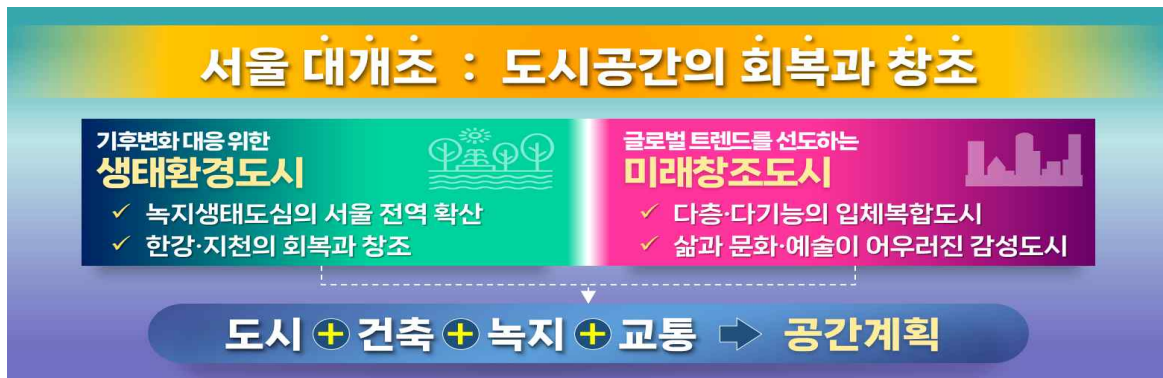 서울 대개조 : 도시공간의 회복과 창조
기후변화 대응 위한
생태환경도시
✓ 녹지생태도심의 서울 전역 확산
✓ 한강·지천의 회복과 창조
글로벌 트렌드를 선도하는
미래창조도시
✓ 다층·다기능의 입체복합도시
✓ 삶과 문화·예술이 어우러진 감성도시
도시 + 건축 + 녹지 + 교통 ➡ 공간계획